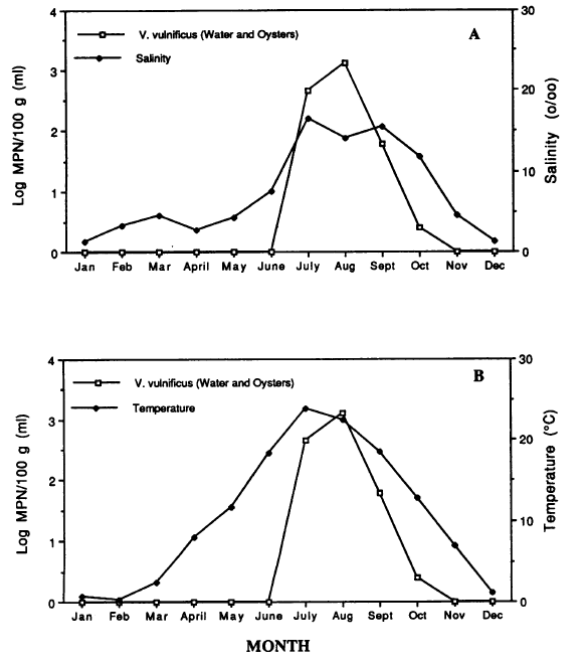 4
3
2
1
0
Log MPN/100 g (ml)
V. vulnificus (Water and Oysters)
Salinity
A
30
20
10
0
Salinity (o/oo)
Jan Feb Mar April May June July Aug Sept Oct Nov Dec
4
3
2
1
0
Log MPN/100 g (ml)
V. vulnificus (Water and Oysters)
Temperature
B
30
20
10
0
Temperature (°C)
Jan Feb Mar April May June July Aug Sept Oct Nov Dec
MONTH